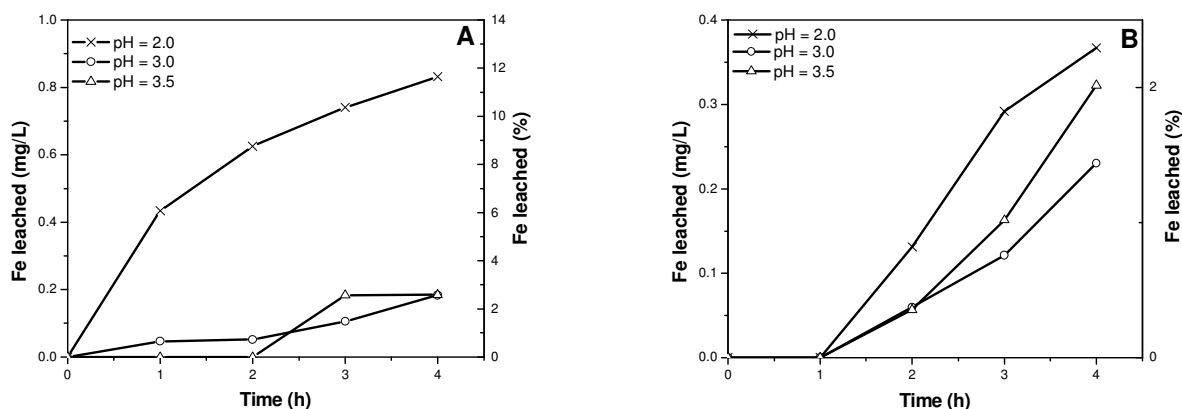 A
pH = 2.0
pH = 3.0
pH = 3.5
Fe leached (mg/L)
1.0
0.8
0.6
0.4
0.2
0.0
Fe leached (%)
14
12
10
8
6
4
2
0
0 1 2 3 4
Time (h)
B
pH = 2.0
pH = 3.0
pH = 3.5
Fe leached (mg/L)
0.4
0.3
0.2
0.1
0.0
Fe leached (%)
2
0
0 1 2 3 4
Time (h)